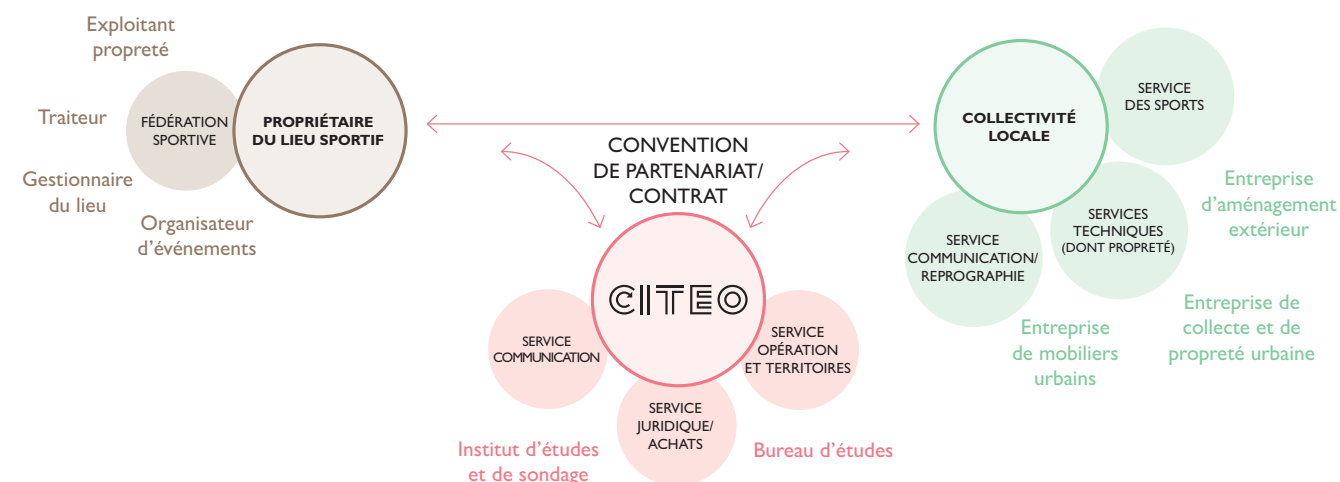 Exploitant
propreté
Traiteur
FÉDÉRATION
SPORTIVE
PROPRIÉTAIRE
DU LIEU SPORTIF
Gestionnaire
du lieu
Organisateur
d’événements
CONVENTION
DE PARTENARIAT/
CONTRAT
CITEO
SERVICE
COMMUNICATION
SERVICE
JURIDIQUE/
ACHATS
SERVICE
OPÉRATION
ET TERRITOIRES
Institut d’études
et de sondage
Bureau d’études
COLLECTIVITÉ
LOCALE
SERVICE
DES SPORTS
SERVICES
TECHNIQUES
(DONT PROPRETÉ)
SERVICE
COMMUNICATION/
REPROGRAPHIE
Entreprise
d’aménagement
extérieur
Entreprise de
collecte et de
propreté urbaine
Entreprise
de mobiliers
urbains